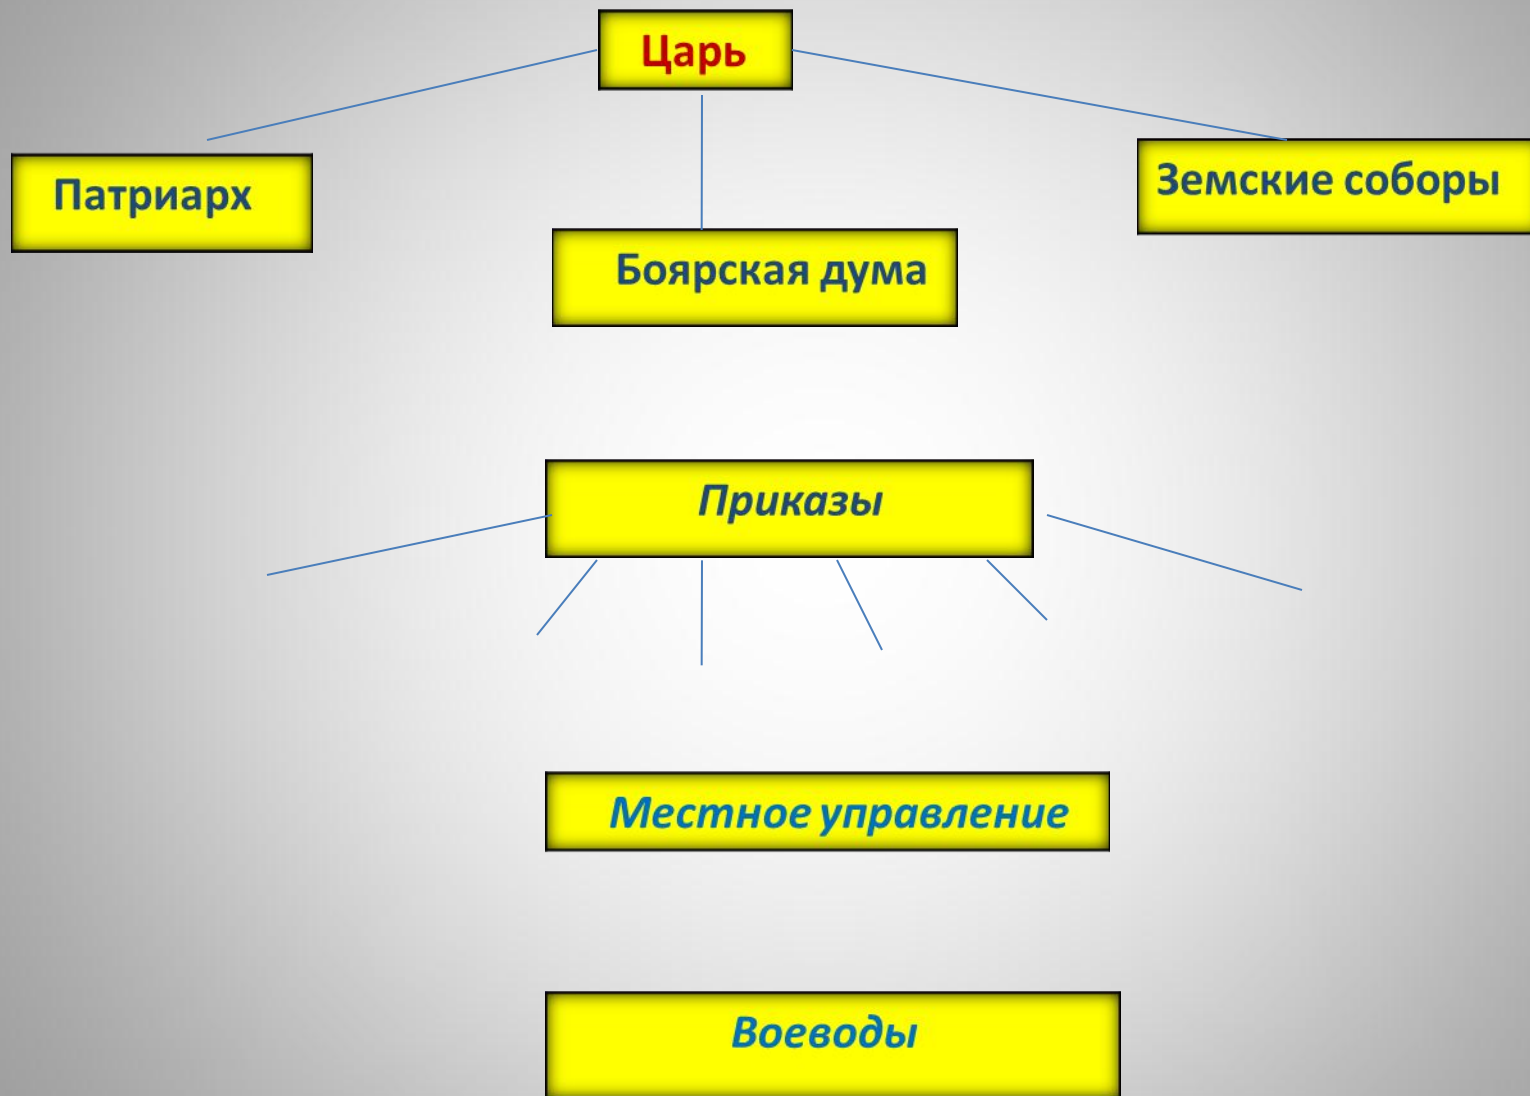 Царь
Патриарх
Земские соборы
Боярская дума
Приказы
Местное управление
Воеводы